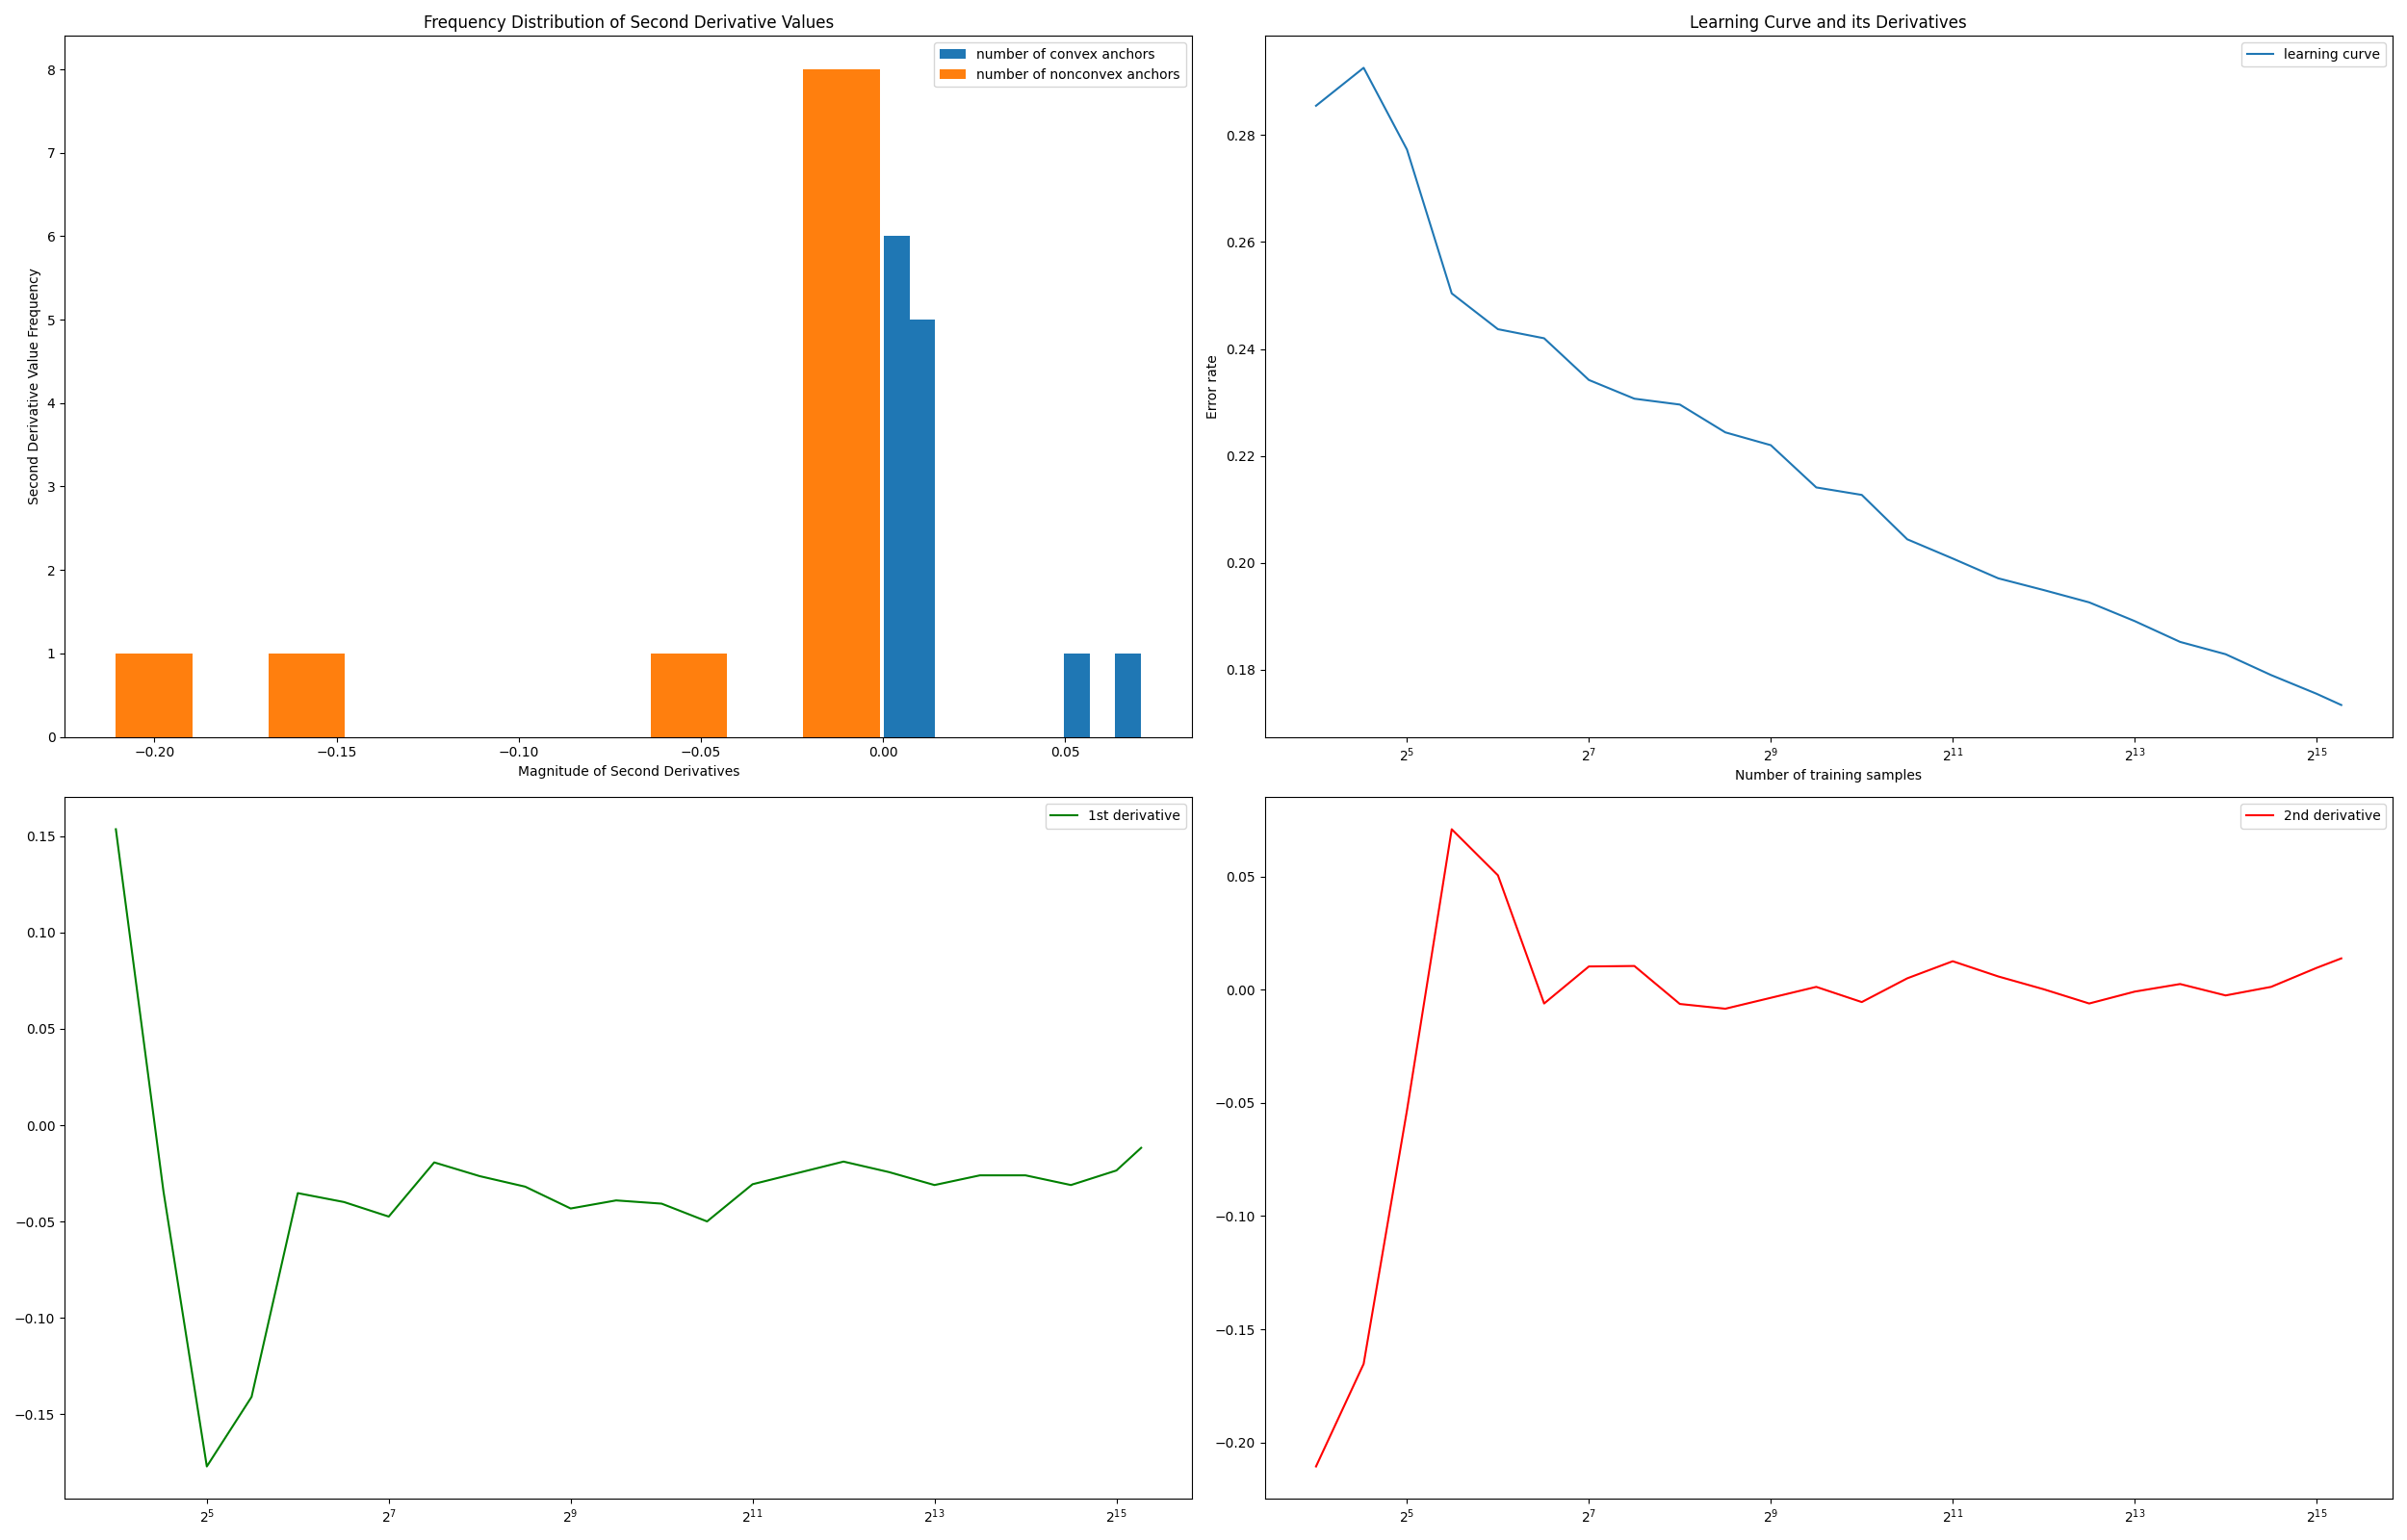 Frequency Distribution of Second Derivative Values
number of convex anchors
number of nonconvex anchors
8
7
6
5
4
3
2
1
0
Second Derivative Value Frequency
−0.20 −0.15 −0.10 −0.05 0.00 0.05
Magnitude of Second Derivatives
Learning Curve and its Derivatives
learning curve
0.28
0.26
0.24
0.22
0.20
0.18
Error rate
2^5 2^7 2^9 2^11 2^13 2^15
Number of training samples
1st derivative
0.15
0.10
0.05
0.00
−0.05
−0.10
−0.15
2^5 2^7 2^9 2^11 2^13 2^15
2nd derivative
0.05
0.00
−0.05
−0.10
−0.15
−0.20
2^5 2^7 2^9 2^11 2^13 2^15